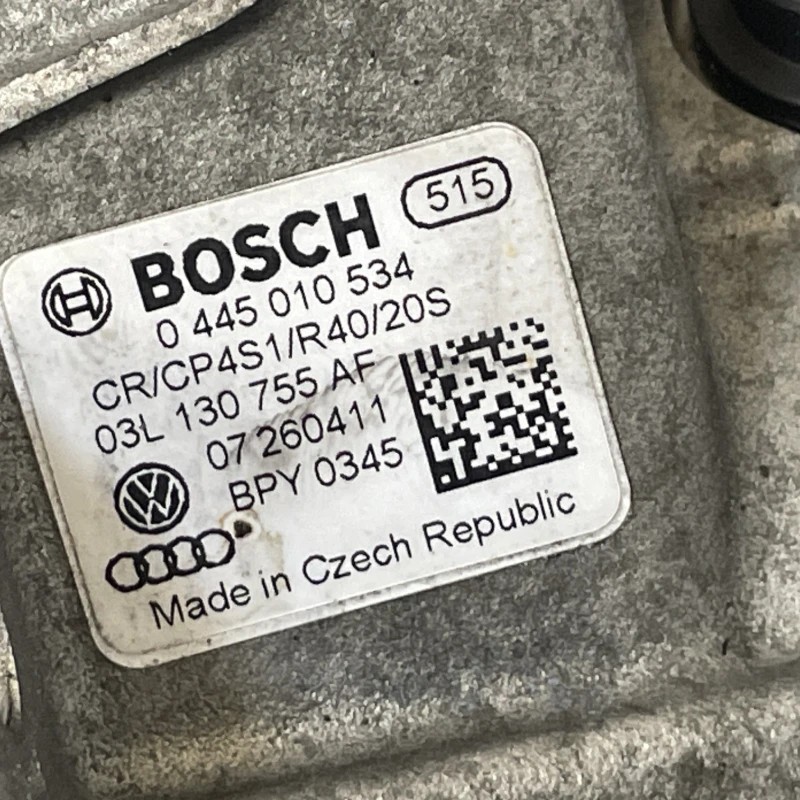 BOSCH 515
0 445 010 534
CR/CP4S1/R40/20S
03L 130 755 AF
07 260411
BPY 0345
Made in Czech Republic